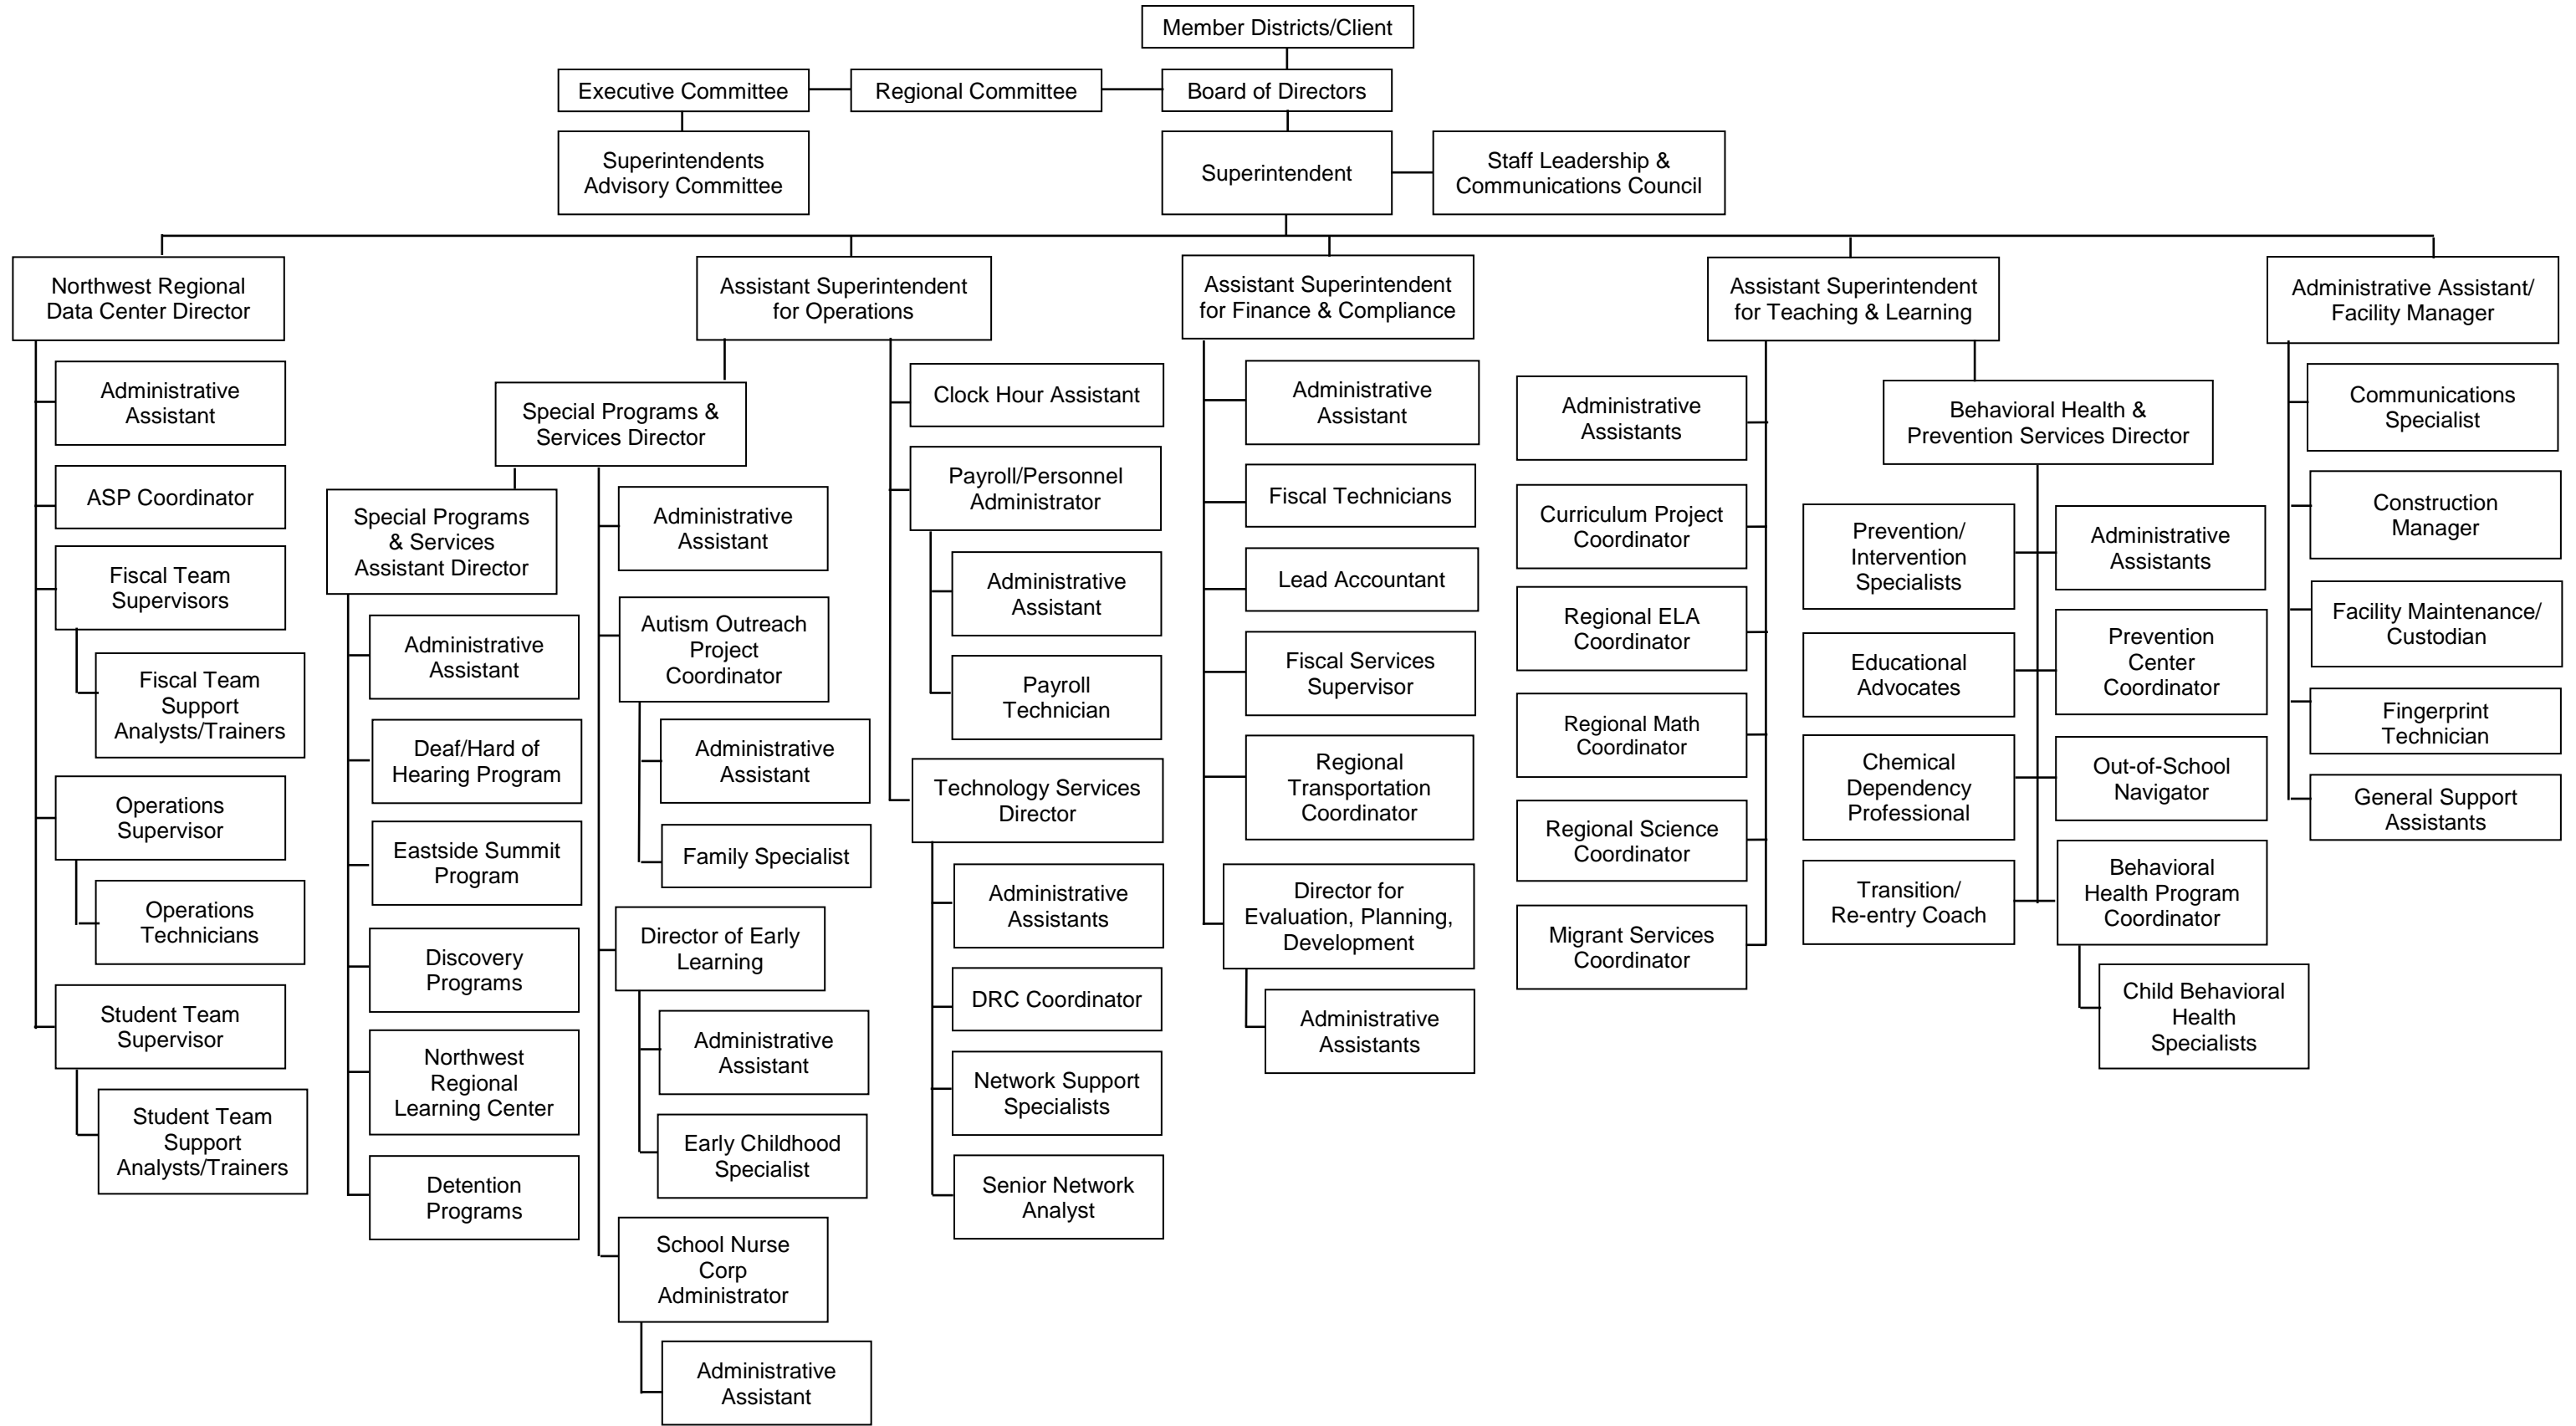 Member Districts/Client
Executive Committee
Regional Committee
Board of Directors
Superintendents
Advisory Committee
Superintendent
Staff Leadership &
Communications Council
Northwest Regional
Data Center Director
Administrative
Assistant
ASP Coordinator
Fiscal Team
Supervisors
Fiscal Team
Support
Analysts/Trainers
Operations
Supervisor
Operations
Technicians
Student Team
Supervisor
Student Team
Support
Analysts/Trainers
Assistant Superintendent
for Operations
Special Programs &
Services Director
Special Programs
& Services
Assistant Director
Administrative
Assistant
Deaf/Hard of
Hearing Program
Eastside Summit
Program
Discovery
Programs
Northwest
Regional
Learning Center
Detention
Programs
Administrative
Assistant
Autism Outreach
Project
Coordinator
Administrative
Assistant
Family Specialist
Director of Early
Learning
Administrative
Assistant
Early Childhood
Specialist
School Nurse
Corp
Administrator
Administrative
Assistant
Clock Hour Assistant
Payroll/Personnel
Administrator
Administrative
Assistant
Payroll
Technician
Technology Services
Director
Administrative
Assistants
DRC Coordinator
Network Support
Specialists
Senior Network
Analyst
Assistant Superintendent
for Finance & Compliance
Administrative
Assistant
Fiscal Technicians
Lead Accountant
Fiscal Services
Supervisor
Regional
Transportation
Coordinator
Director for
Evaluation, Planning,
Development
Administrative
Assistants
Assistant Superintendent
for Teaching & Learning
Administrative
Assistants
Curriculum Project
Coordinator
Regional ELA
Coordinator
Regional Math
Coordinator
Regional Science
Coordinator
Migrant Services
Coordinator
Behavioral Health &
Prevention Services Director
Prevention/
Intervention
Specialists
Educational
Advocates
Chemical
Dependency
Professional
Transition/
Re-entry Coach
Administrative
Assistants
Prevention
Center
Coordinator
Out-of-School
Navigator
Behavioral
Health Program
Coordinator
Child Behavioral
Health
Specialists
Administrative Assistant/
Facility Manager
Communications
Specialist
Construction
Manager
Facility Maintenance/
Custodian
Fingerprint
Technician
General Support
Assistants